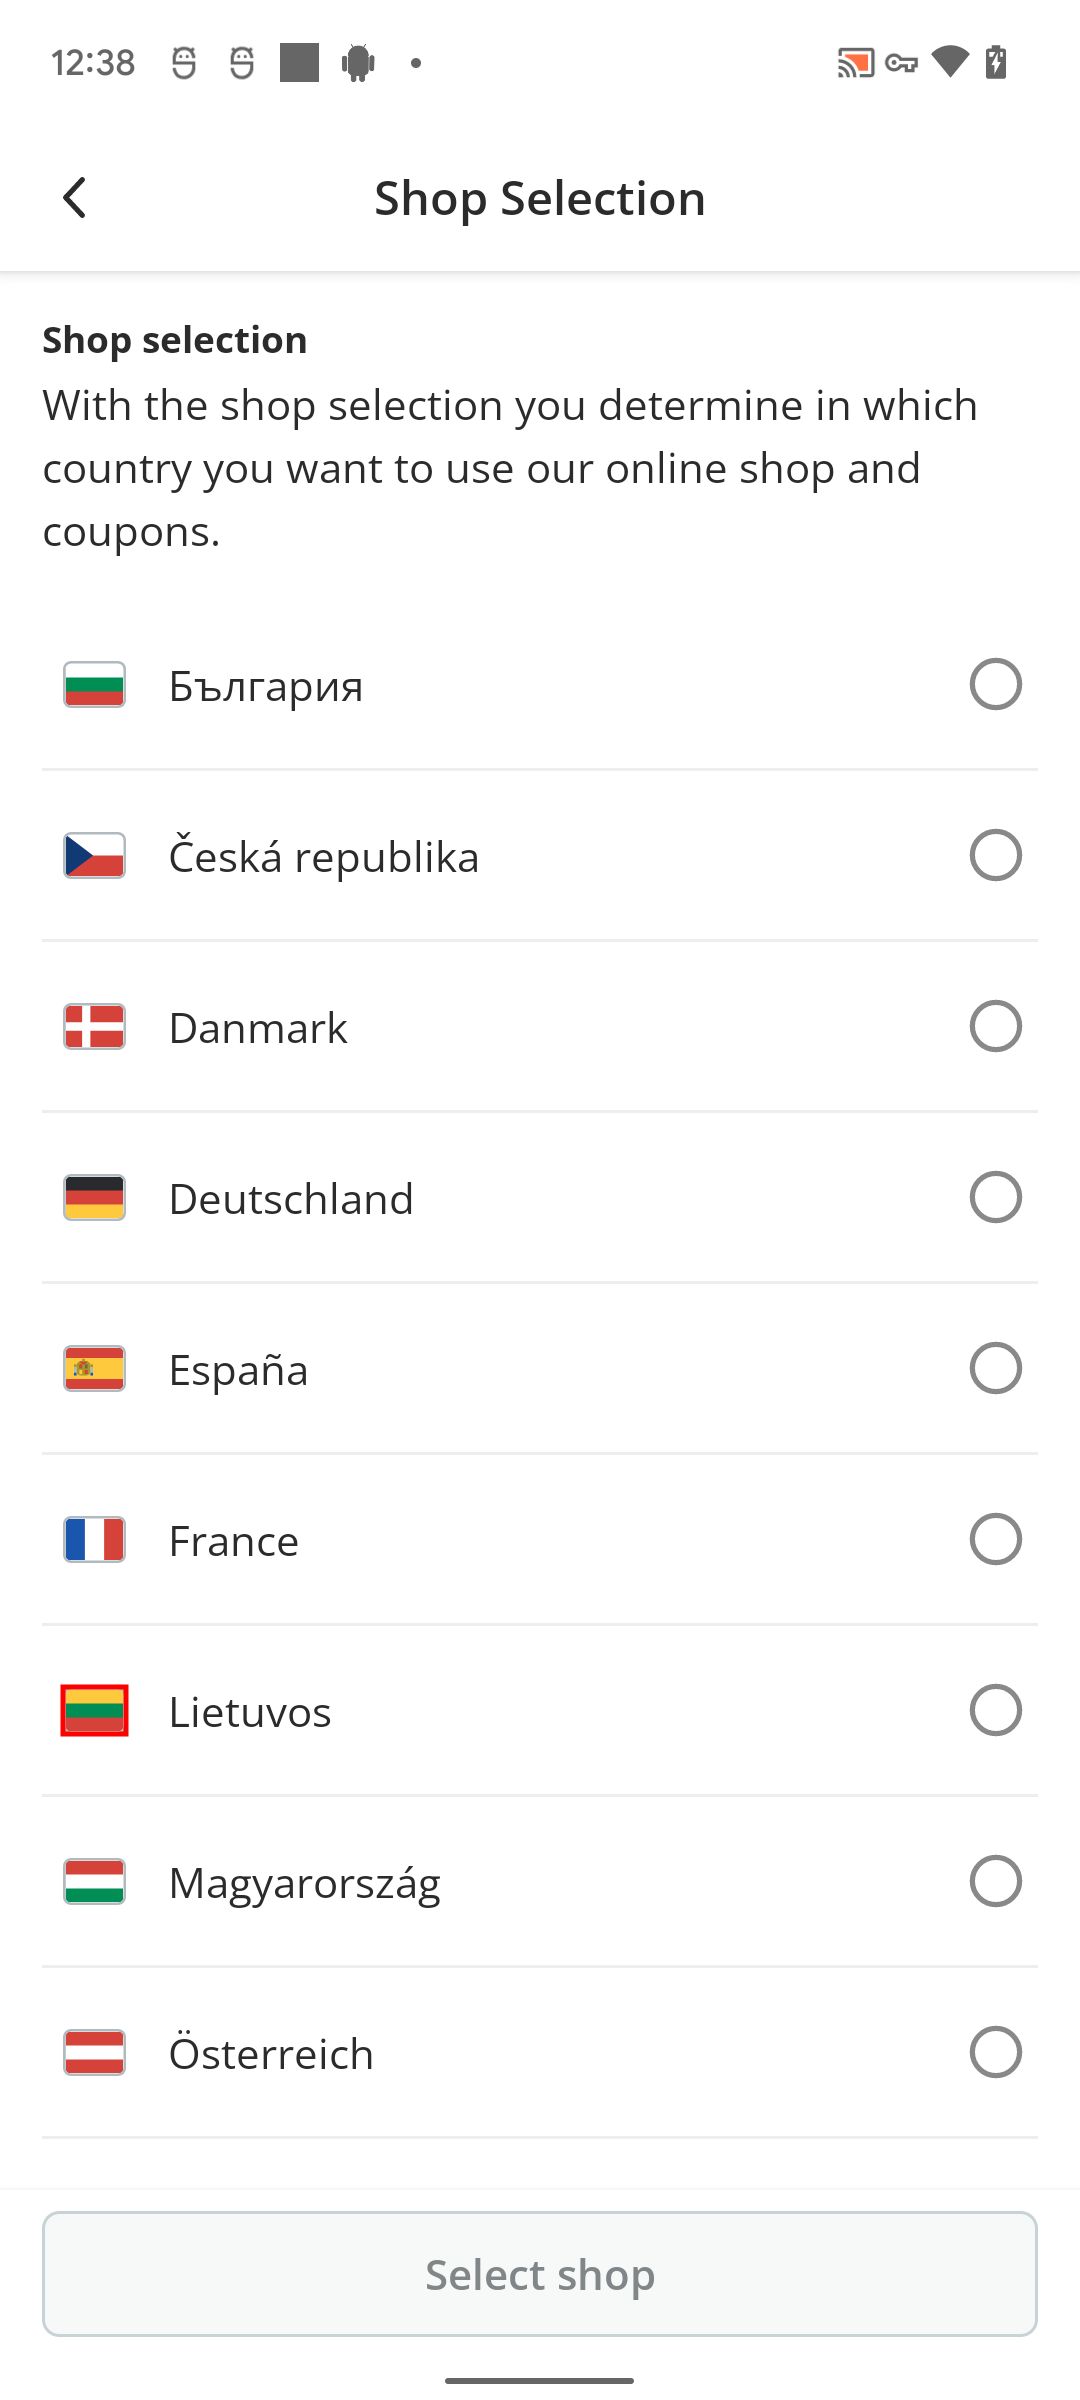 12:38
Shop Selection
Shop selection
With the shop selection you determine in which
country you want to use our online shop and
coupons.
България
Česká republika
Danmark
Deutschland
España
France
Lietuvos
Magyarország
Österreich
Select shop